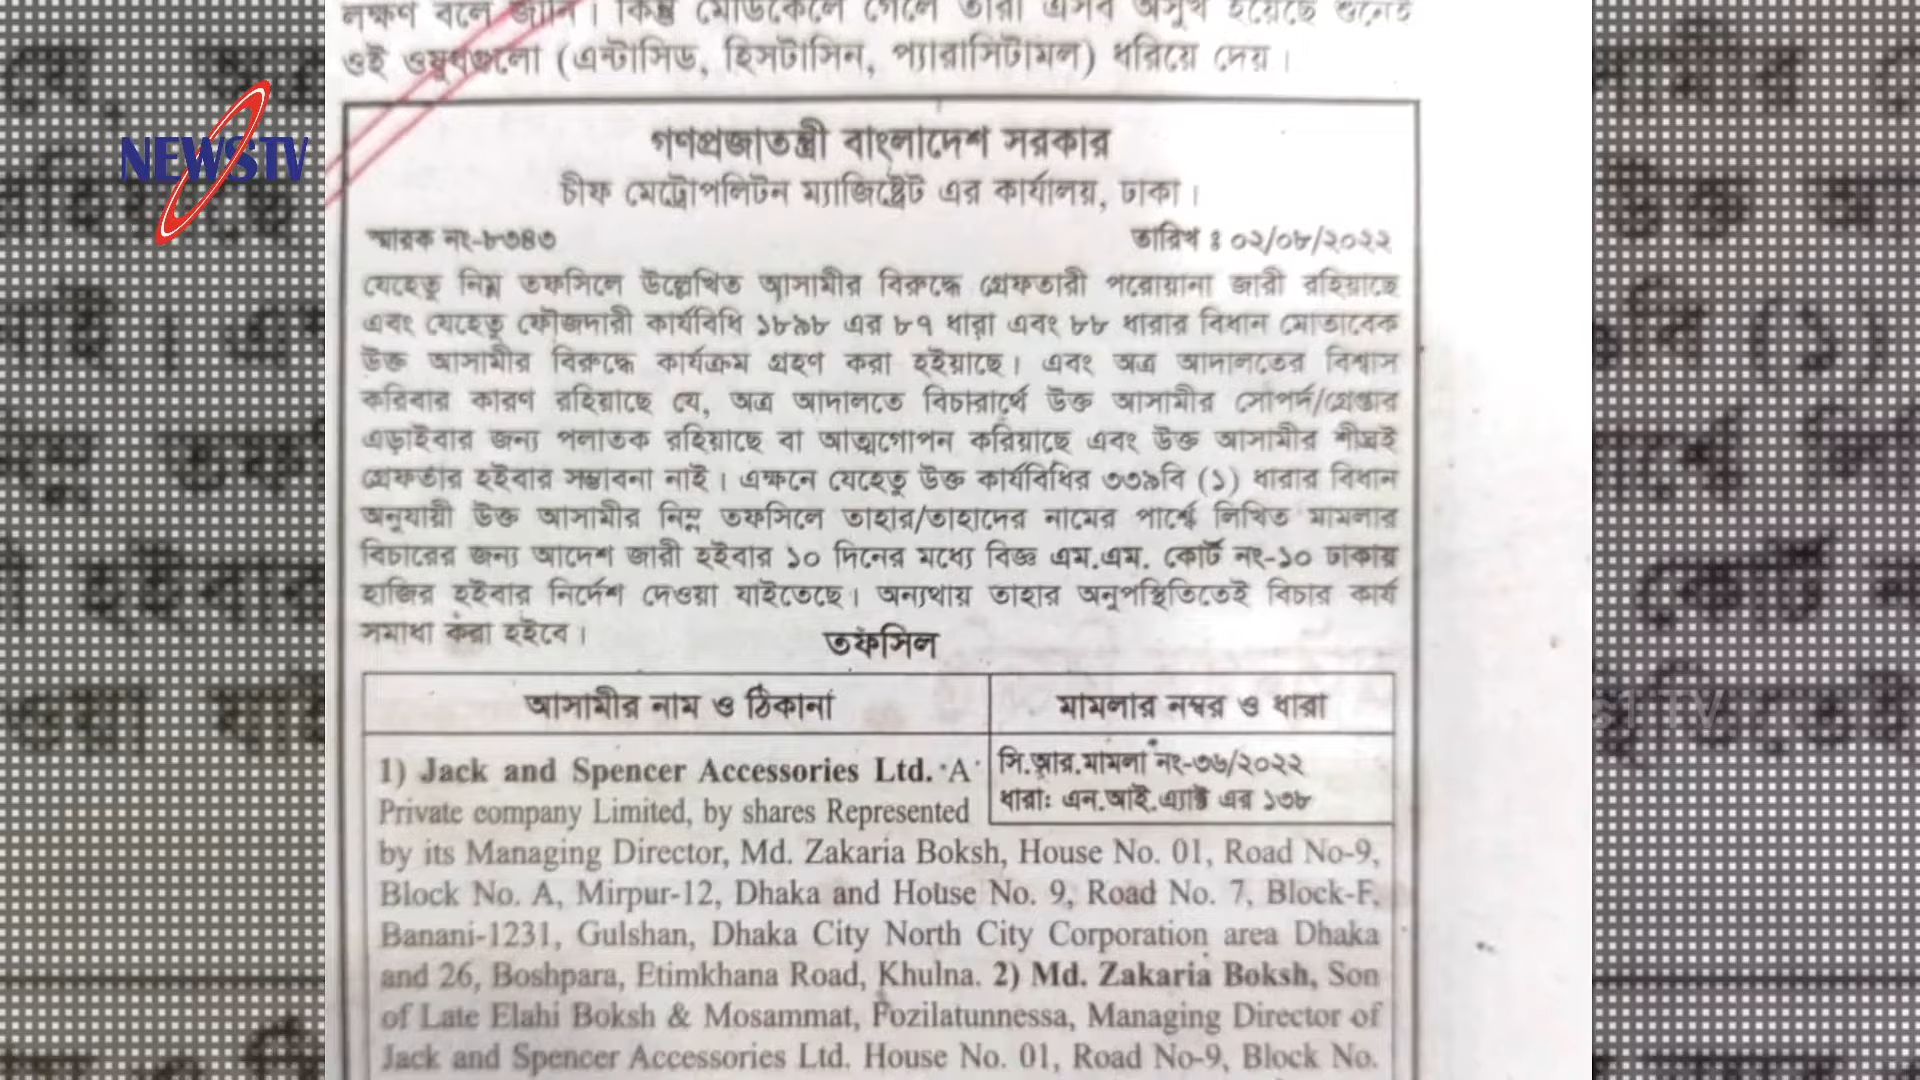 লক্ষণ বলে জানি। কিন্তু মেডিকেলে গেলে তারা এসব অসুখ হয়েছে শুনেই
ওই ওষুধগুলো (এন্টাসিড, হিসটাসিন, প্যারাসিটামল) ধরিয়ে দেয়।
NEWS TV
গণপ্রজাতন্ত্রী বাংলাদেশ সরকার
চীফ মেট্রোপলিটন ম্যাজিষ্ট্রেট এর কার্যালয়, ঢাকা।
স্মারক নং-৮৩৪৩ তারিখ ঃ ০২/০৮/২০২২
যেহেতু নিম্ন তফসিলে উল্লেখিত আসামীর বিরুদ্ধে গ্রেফতারী পরোয়ানা জারী রহিয়াছে
এবং যেহেতু ফৌজদারী কার্যবিধি ১৮৯৮ এর ৮৭ ধারা এবং ৮৮ ধারার বিধান মোতাবেক
উক্ত আসামীর বিরুদ্ধে কার্যক্রম গ্রহণ করা হইয়াছে। এবং অত্র আদালতের বিশ্বাস
করিবার কারণ রহিয়াছে যে, অত্র আদালতে বিচারার্থে উক্ত আসামীর সোপর্দ/গ্রেপ্তার
এড়াইবার জন্য পলাতক রহিয়াছে বা আত্মগোপন করিয়াছে এবং উক্ত আসামীর শীঘ্রই
গ্রেফতার হইবার সম্ভাবনা নাই। এক্ষনে যেহেতু উক্ত কার্যবিধির ৩৩৯বি (১) ধারার বিধান
অনুযায়ী উক্ত আসামীর নিম্ন তফসিলে তাহার/তাহাদের নামের পার্শ্বে লিখিত মামলার
বিচারের জন্য আদেশ জারী হইবার ১০ দিনের মধ্যে বিজ্ঞ এম.এম. কোর্ট নং-১০ ঢাকায়
হাজির হইবার নির্দেশ দেওয়া যাইতেছে। অন্যথায় তাহার অনুপস্থিতিতেই বিচার কার্য
সমাধা করা হইবে।
তফসিল
আসামীর নাম ও ঠিকানা মামলার নম্বর ও ধারা
সি.আর.মামলা নং-৩৬/২০২২
ধারাঃ এন.আই.এ্যাক্ট এর ১৩৮
1) Jack and Spencer Accessories Ltd. A
Private company Limited, by shares Represented
by its Managing Director, Md. Zakaria Boksh, House No. 01, Road No-9,
Block No. A, Mirpur-12, Dhaka and House No. 9, Road No. 7, Block-F,
Banani-1231, Gulshan, Dhaka City North City Corporation area Dhaka
and 26, Boshpara, Etimkhana Road, Khulna. 2) Md. Zakaria Boksh, Son
of Late Elahi Boksh & Mosammat, Pozilatunnessa, Managing Director of
Jack and Spencer Accessories Ltd. House No. 01, Road No-9, Block No.